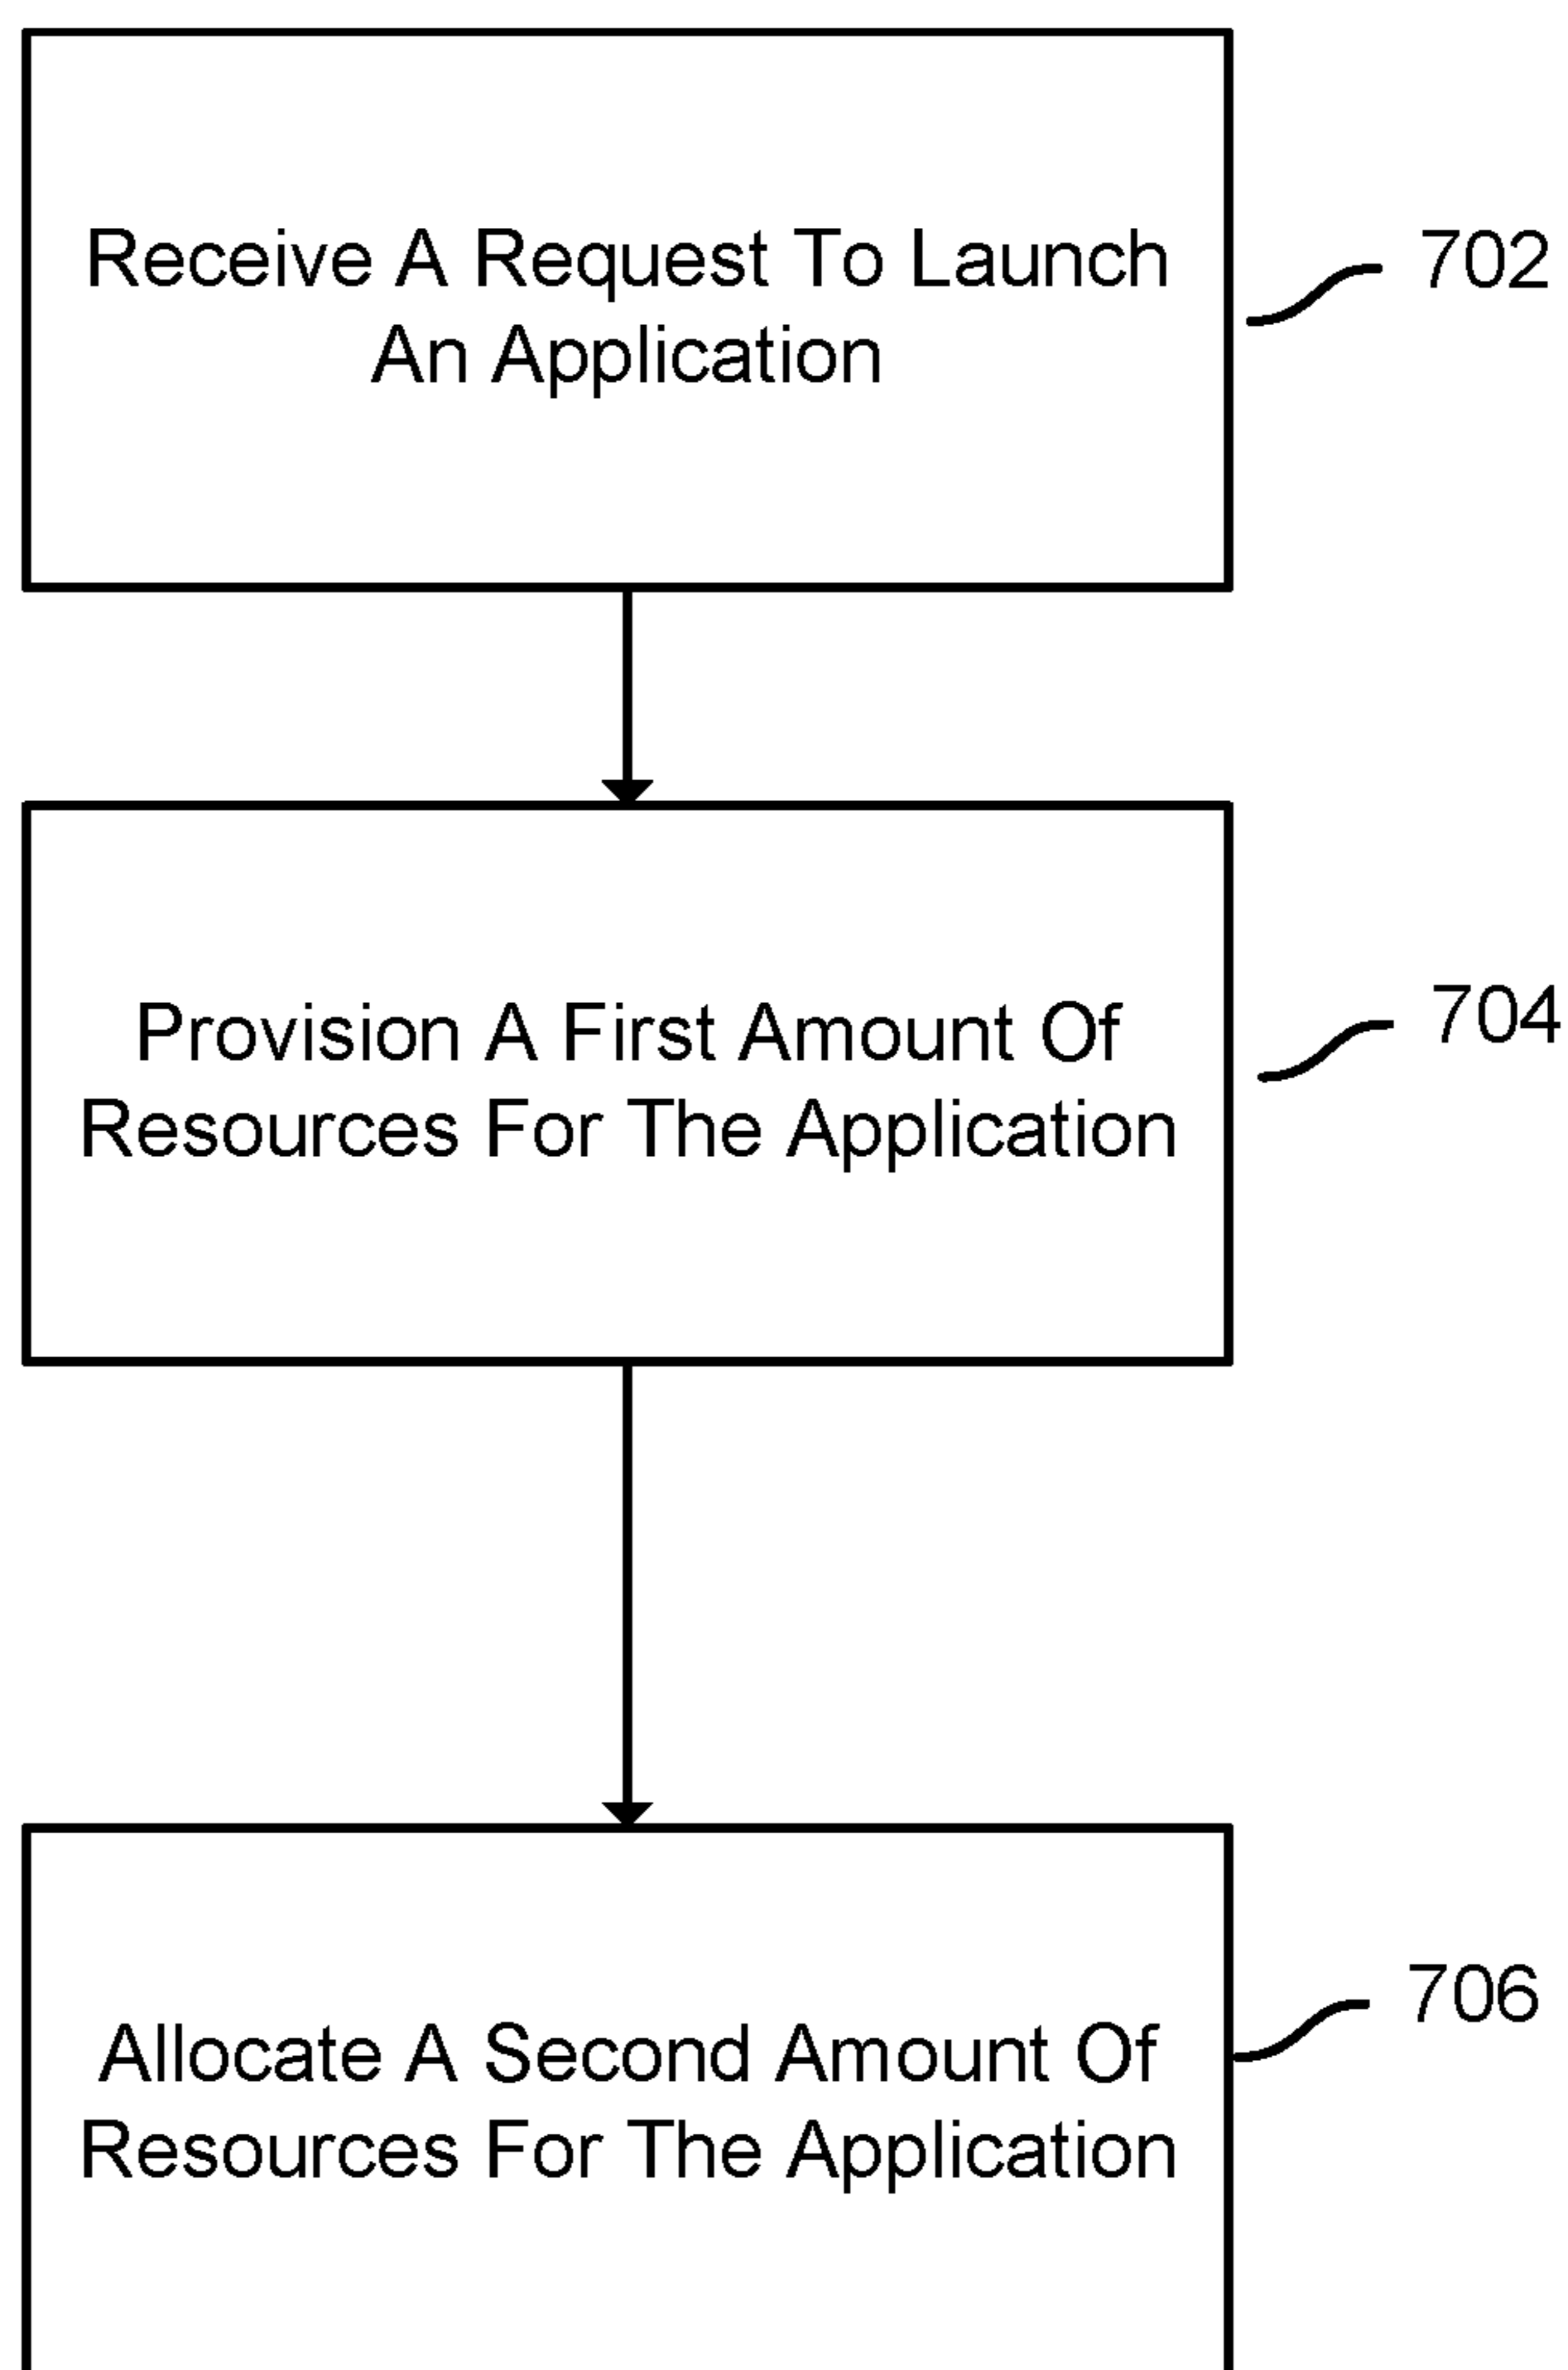 Receive A Request To Launch
An Application
702
Provision A First Amount Of
Resources For The Application
704
Allocate A Second Amount Of
Resources For The Application
706